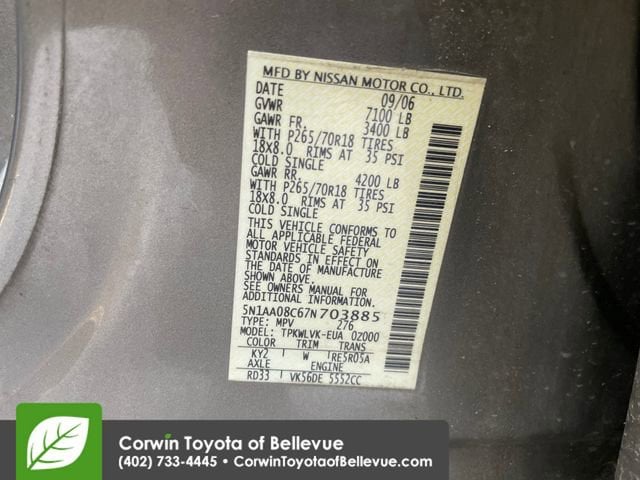 MFD BY NISSAN MOTOR CO., LTD.
DATE 09/06
GVWR 7100 LB
GAWR FR. 3400 LB
WITH P265/70R18 TIRES
18X8.0 RIMS AT 35 PSI
COLD SINGLE
GAWR RR. 4200 LB
WITH P265/70R18 TIRES
18X8.0 RIMS AT 35 PSI
COLD SINGLE
THIS VEHICLE CONFORMS TO
ALL APPLICABLE FEDERAL
MOTOR VEHICLE SAFETY
STANDARDS IN EFFECT ON
THE DATE OF MANUFACTURE
SHOWN ABOVE.
SEE OWNERS MANUAL FOR
ADDITIONAL INFORMATION.
5N1AA08C67N703885
TYPE: MPV 276
MODEL: TPKWLVK-EUA 0Z000
COLOR TRIM TRANS
KY2 W RE5R05A
AXLE ENGINE
RD33 VK56DE 5552CC
Corwin Toyota of Bellevue
(402) 733-4445 • CorwinToyotaofBellevue.com